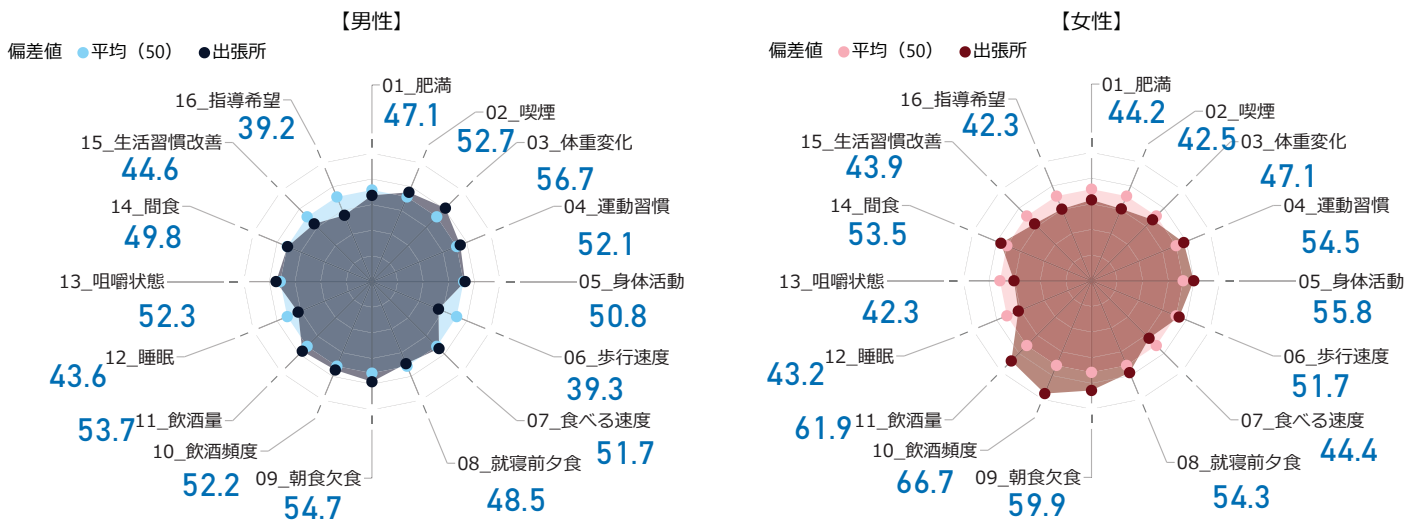 【男性】
偏差値 ●平均（50） ●出張所
01_肥満
47.1
02_喫煙
52.7
03_体重変化
56.7
04_運動習慣
52.1
05_身体活動
50.8
06_歩行速度
39.3
07_食べる速度
51.7
08_就寝前夕食
48.5
09_朝食欠食
54.7
10_飲酒頻度
52.2
11_飲酒量
53.7
12_睡眠
43.6
13_咀嚼状態
52.3
14_間食
49.8
15_生活習慣改善
44.6
16_指導希望
39.2
【女性】
偏差値 ●平均（50） ●出張所
01_肥満
44.2
02_喫煙
42.5
03_体重変化
47.1
04_運動習慣
54.5
05_身体活動
55.8
06_歩行速度
51.7
07_食べる速度
44.4
08_就寝前夕食
54.3
09_朝食欠食
59.9
10_飲酒頻度
66.7
11_飲酒量
61.9
12_睡眠
43.2
13_咀嚼状態
42.3
14_間食
53.5
15_生活習慣改善
43.9
16_指導希望
42.3